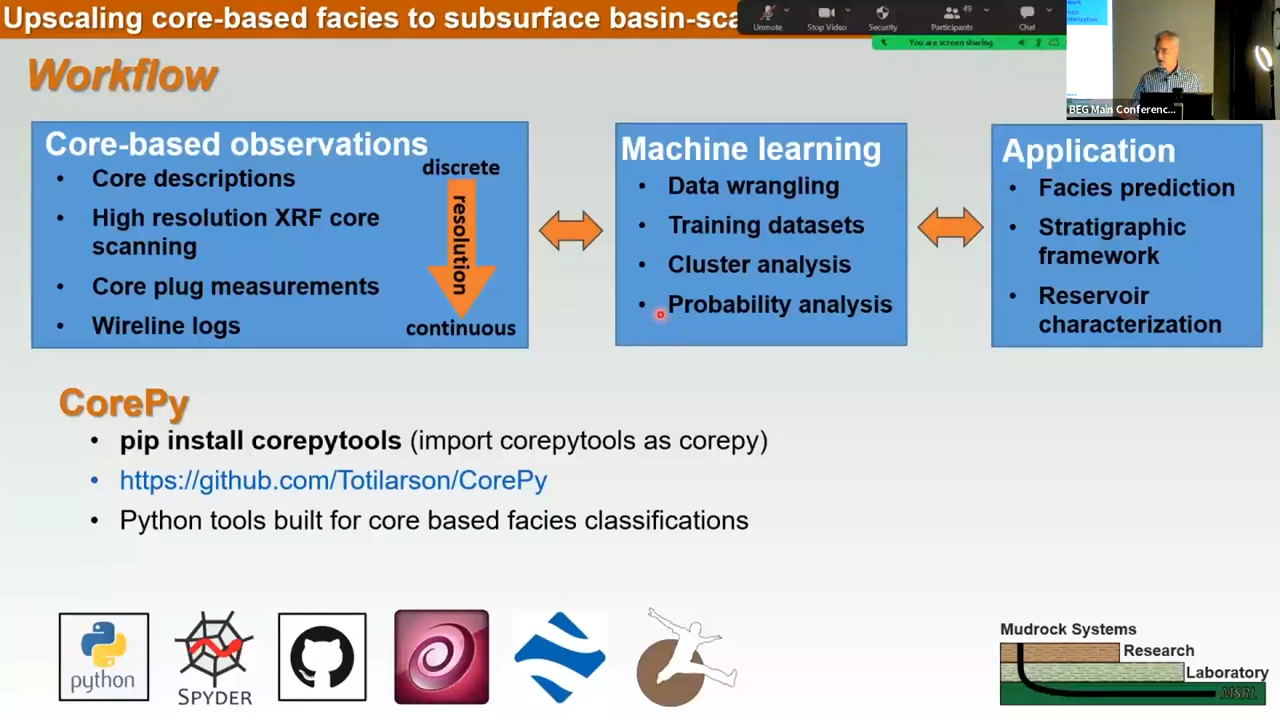 Upscaling core-based facies to subsurface basin-sca
Unmute
Stop Video
Security
Participants
49
Chat
You are screen sharing
BEG Main Conferenc...
Workflow
Core-based observations
Core descriptions
High resolution XRF core
scanning
Core plug measurements
Wireline logs
discrete
resolution
continuous
Machine learning
Data wrangling
Training datasets
Cluster analysis
Probability analysis
Application
Facies prediction
Stratigraphic
framework
Reservoir
characterization
CorePy
pip install corepytools (import corepytools as corepy)
https://github.com/Totilarson/CorePy
Python tools built for core based facies classifications
python
SPYDER
Mudrock Systems
Research
Laboratory
MSRL